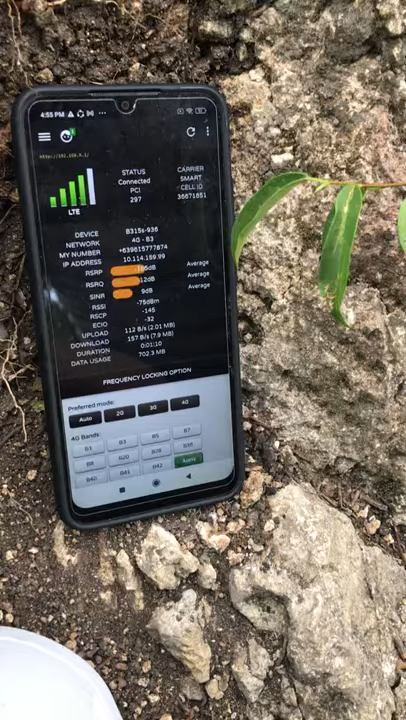 4:55 PM
http://192.168.8.1/
LTE
STATUS
Connected
PCI
297
CARRIER
SMART
CELL ID
36671851
DEVICE B315s-936
NETWORK 4G - B3
MY NUMBER +639615777874
IP ADDRESS 10.114.169.99
RSRP Average
RSRQ 12dB Average
SINR 9dB Average
RSSI -75dBm
RSCP -145
ECIO -32
UPLOAD 112 B/s (2.01 MB)
DOWNLOAD 157 B/s (7.9 MB)
DURATION 0:01:10
DATA USAGE 702.3 MB
FREQUENCY LOCKING OPTION
Preferred mode:
Auto 2G 3G 4G
4G Bands:
B1 B3 B5 B7
B8 B20 B28 B38
B40 B41 B42 Apply